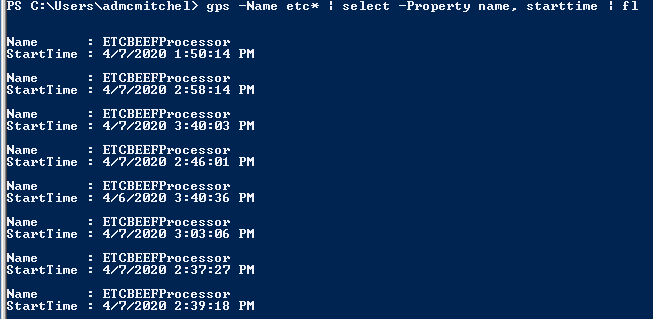 PS C:\Users\admcmitchel> gps -Name etc* | select -Property name, starttime | fl
Name      : ETCBEEFProcessor
StartTime : 4/7/2020 1:50:14 PM
Name      : ETCBEEFProcessor
StartTime : 4/7/2020 2:58:14 PM
Name      : ETCBEEFProcessor
StartTime : 4/7/2020 3:40:03 PM
Name      : ETCBEEFProcessor
StartTime : 4/7/2020 2:46:01 PM
Name      : ETCBEEFProcessor
StartTime : 4/6/2020 3:40:36 PM
Name      : ETCBEEFProcessor
StartTime : 4/7/2020 3:03:06 PM
Name      : ETCBEEFProcessor
StartTime : 4/7/2020 2:37:27 PM
Name      : ETCBEEFProcessor
StartTime : 4/7/2020 2:39:18 PM